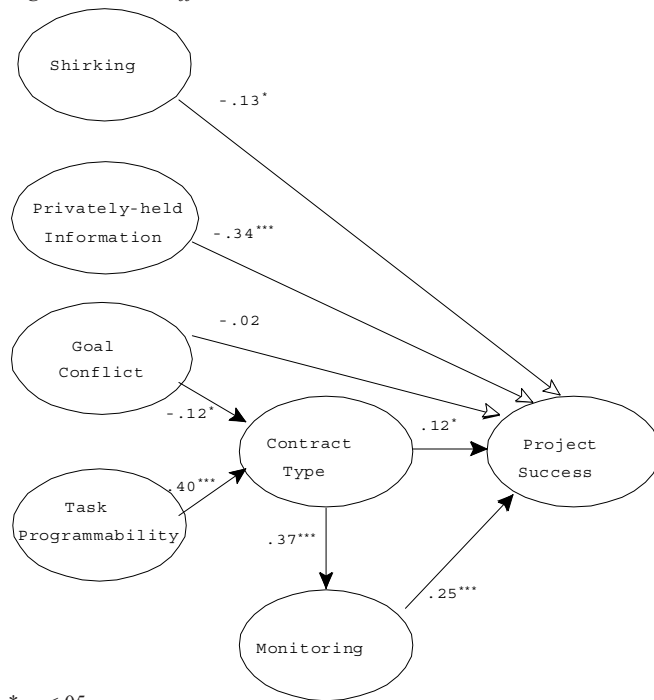 Shirking
-.13*
Privately-held
Information
-.34***
Goal
Conflict
-.02
-.12*
Contract
Type
.12*
Project
Success
Task
Programmability
.40***
.37***
.25***
Monitoring